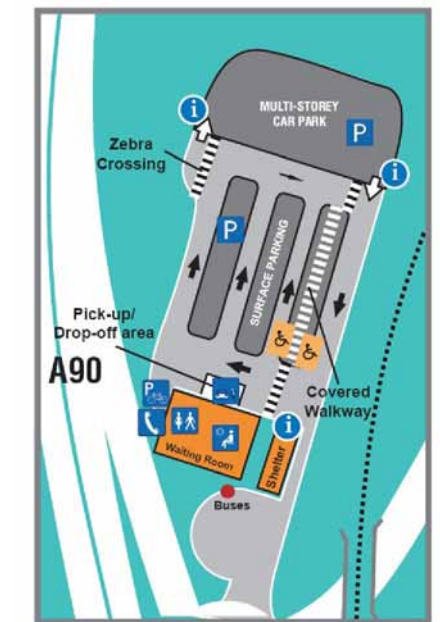 MULTI-STOREY
CAR PARK
P
i
i
Zebra
Crossing
P
SURFACE PARKING
Pick-up/
Drop-off area
A90
Covered
Walkway
P
i
Waiting Room
Shelter
Buses